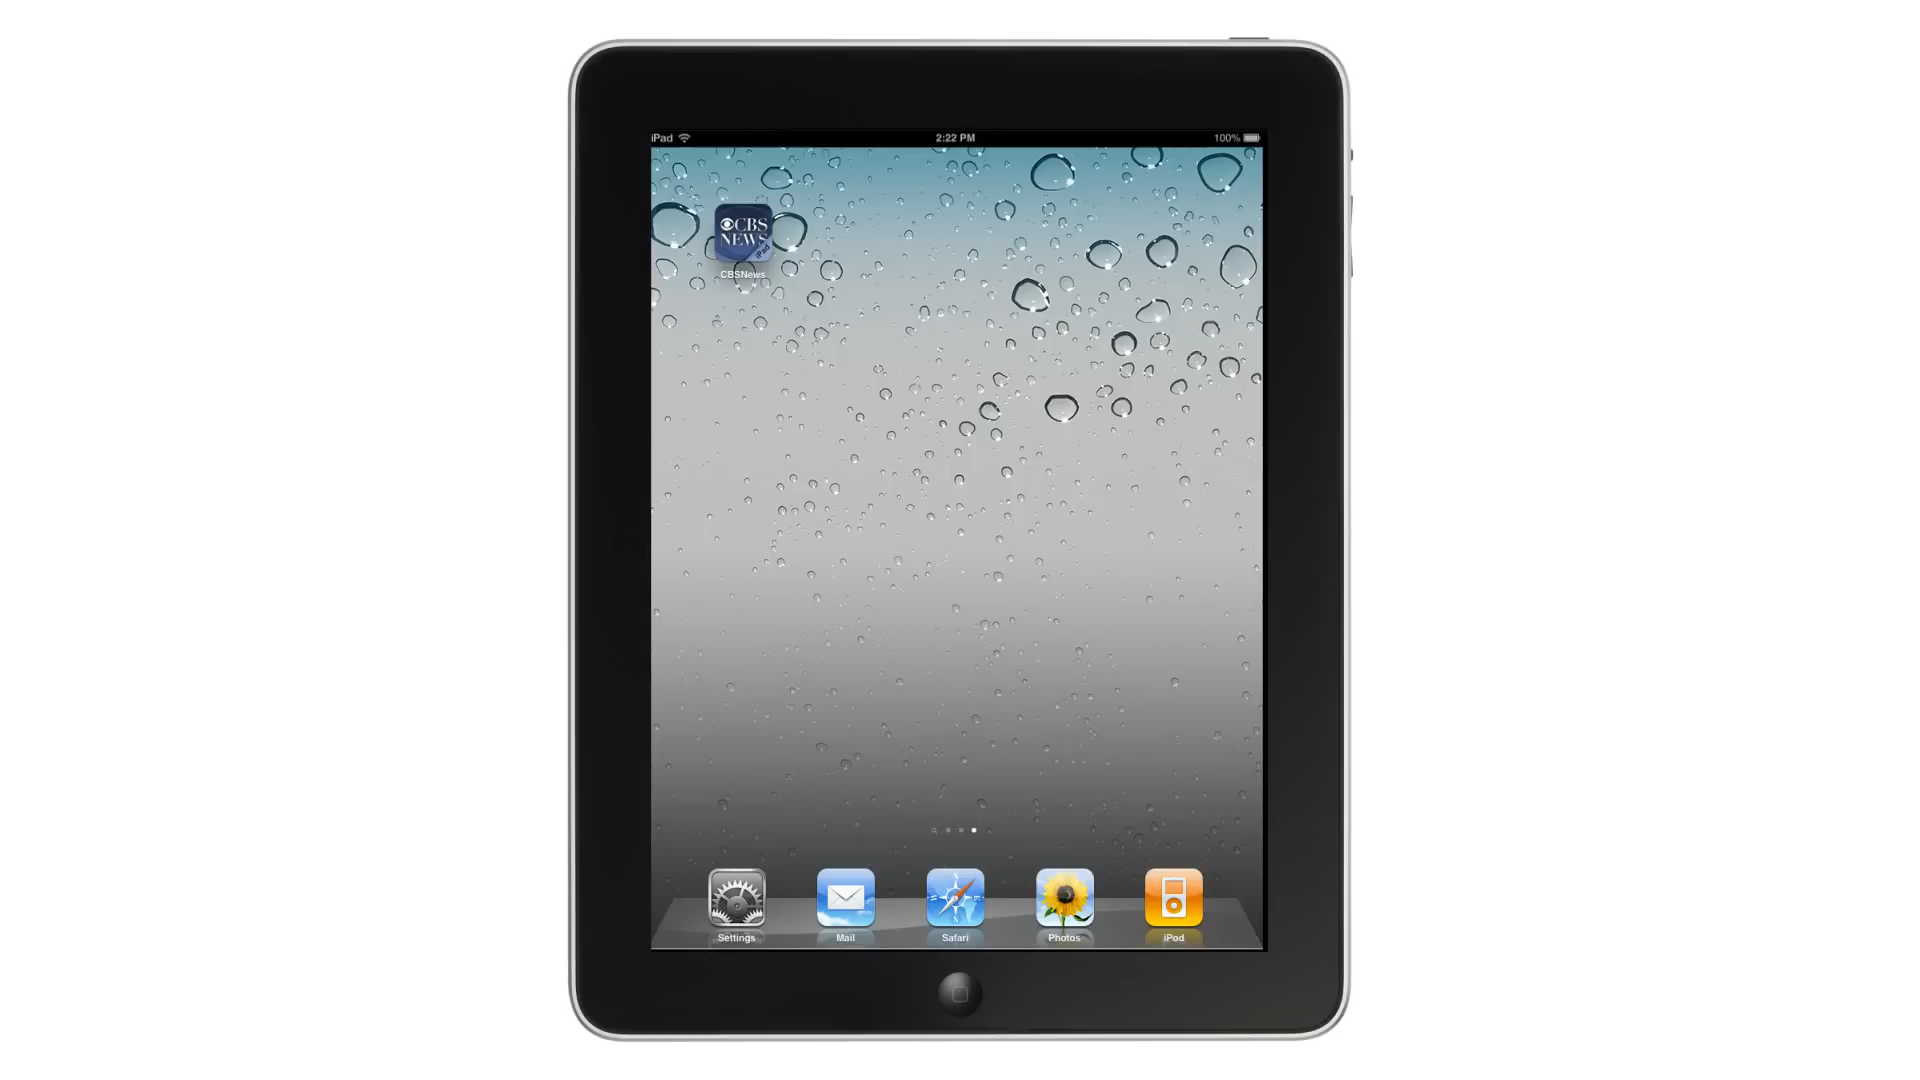 iPad
2:22 PM
100%
CBS
NEWS
iPad
CBSNews
Settings
Mail
Safari
Photos
iPod